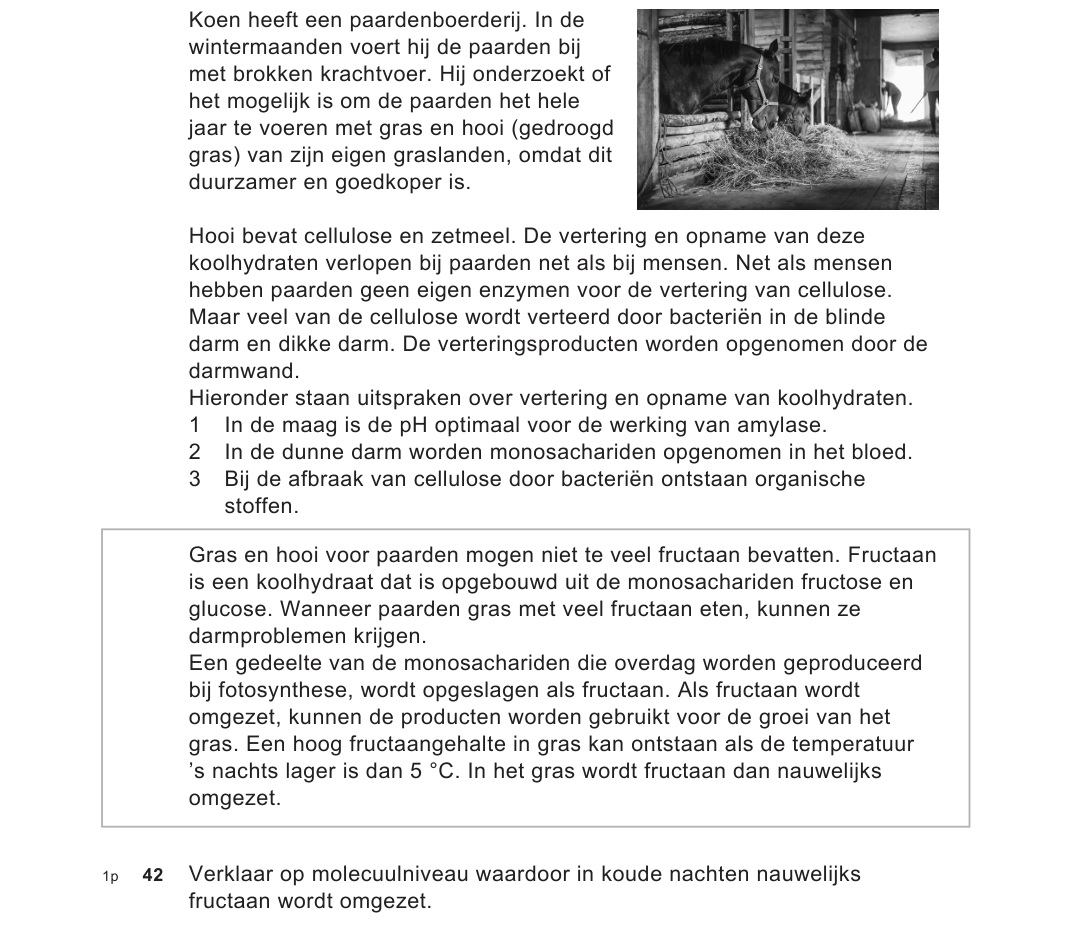 Koen heeft een paardenboerderij. In de
wintermaanden voert hij de paarden bij
met brokken krachtvoer. Hij onderzoekt of
het mogelijk is om de paarden het hele
jaar te voeren met gras en hooi (gedroogd
gras) van zijn eigen graslanden, omdat dit
duurzamer en goedkoper is.
Hooi bevat cellulose en zetmeel. De vertering en opname van deze
koolhydraten verlopen bij paarden net als bij mensen. Net als mensen
hebben paarden geen eigen enzymen voor de vertering van cellulose.
Maar veel van de cellulose wordt verteerd door bacteriën in de blinde
darm en dikke darm. De verteringsproducten worden opgenomen door de
darmwand.
Hieronder staan uitspraken over vertering en opname van koolhydraten.
1 In de maag is de pH optimaal voor de werking van amylase.
2 In de dunne darm worden monosachariden opgenomen in het bloed.
3 Bij de afbraak van cellulose door bacteriën ontstaan organische
stoffen.
Gras en hooi voor paarden mogen niet te veel fructaan bevatten. Fructaan
is een koolhydraat dat is opgebouwd uit de monosachariden fructose en
glucose. Wanneer paarden gras met veel fructaan eten, kunnen ze
darmproblemen krijgen.
Een gedeelte van de monosachariden die overdag worden geproduceerd
bij fotosynthese, wordt opgeslagen als fructaan. Als fructaan wordt
omgezet, kunnen de producten worden gebruikt voor de groei van het
gras. Een hoog fructaangehalte in gras kan ontstaan als de temperatuur
’s nachts lager is dan 5 °C. In het gras wordt fructaan dan nauwelijks
omgezet.
1p 42 Verklaar op molecuulniveau waardoor in koude nachten nauwelijks
fructaan wordt omgezet.